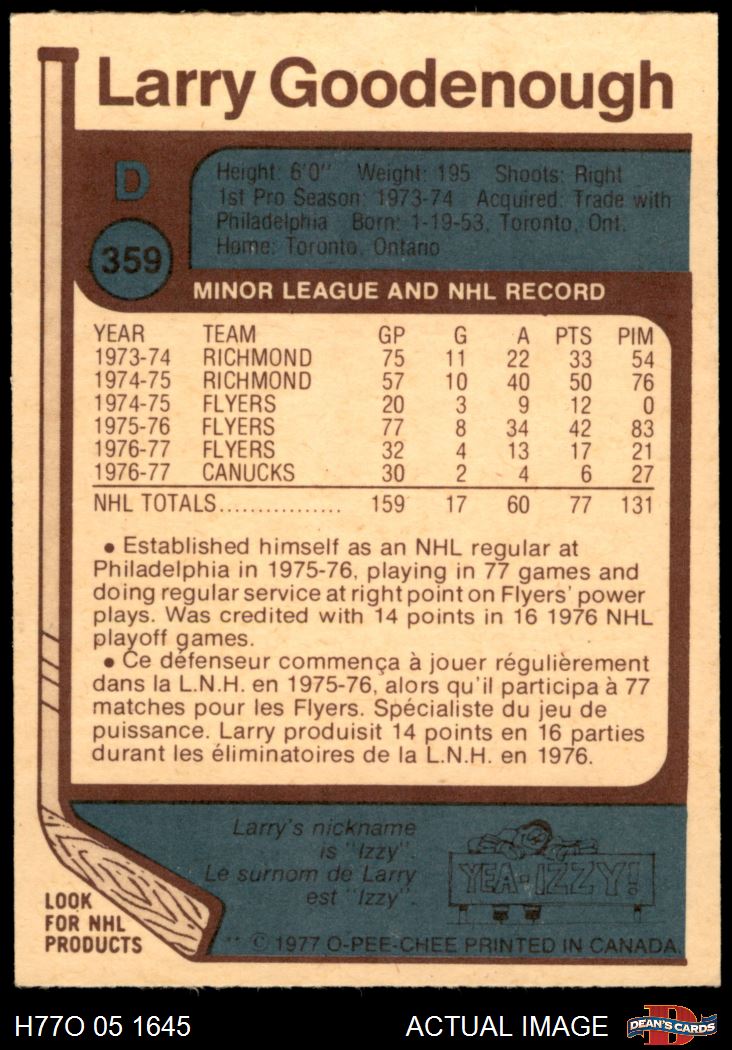 Larry Goodenough
D
Height: 6'0" Weight: 195 Shoots: Right
1st Pro Season: 1973-74 Acquired: Trade with
Philadelphia Born: 1-19-53, Toronto, Ont.
Home: Toronto, Ontario
359
MINOR LEAGUE AND NHL RECORD
YEAR TEAM GP G A PTS PIM
1973-74 RICHMOND 75 11 22 33 54
1974-75 RICHMOND 57 10 40 50 76
1974-75 FLYERS 20 3 9 12 0
1975-76 FLYERS 77 8 34 42 83
1976-77 FLYERS 32 4 13 17 21
1976-77 CANUCKS 30 2 4 6 27
NHL TOTALS................ 159 17 60 77 131
• Established himself as an NHL regular at
Philadelphia in 1975-76, playing in 77 games and
doing regular service at right point on Flyers' power
plays. Was credited with 14 points in 16 1976 NHL
playoff games.
• Ce défenseur commença à jouer régulièrement
dans la L.N.H. en 1975-76, alors qu'il participa à 77
matches pour les Flyers. Spécialiste du jeu de
puissance. Larry produisit 14 points en 16 parties
durant les éliminatoires de la L.N.H. en 1976.
Larry's nickname
is "Izzy".
Le surnom de Larry
est "Izzy".
YEA-IZZY!
LOOK
FOR NHL
PRODUCTS
** © 1977 O-PEE-CHEE PRINTED IN CANADA.
H77O 05 1645 ACTUAL IMAGE
D
DEAN'S CARDS